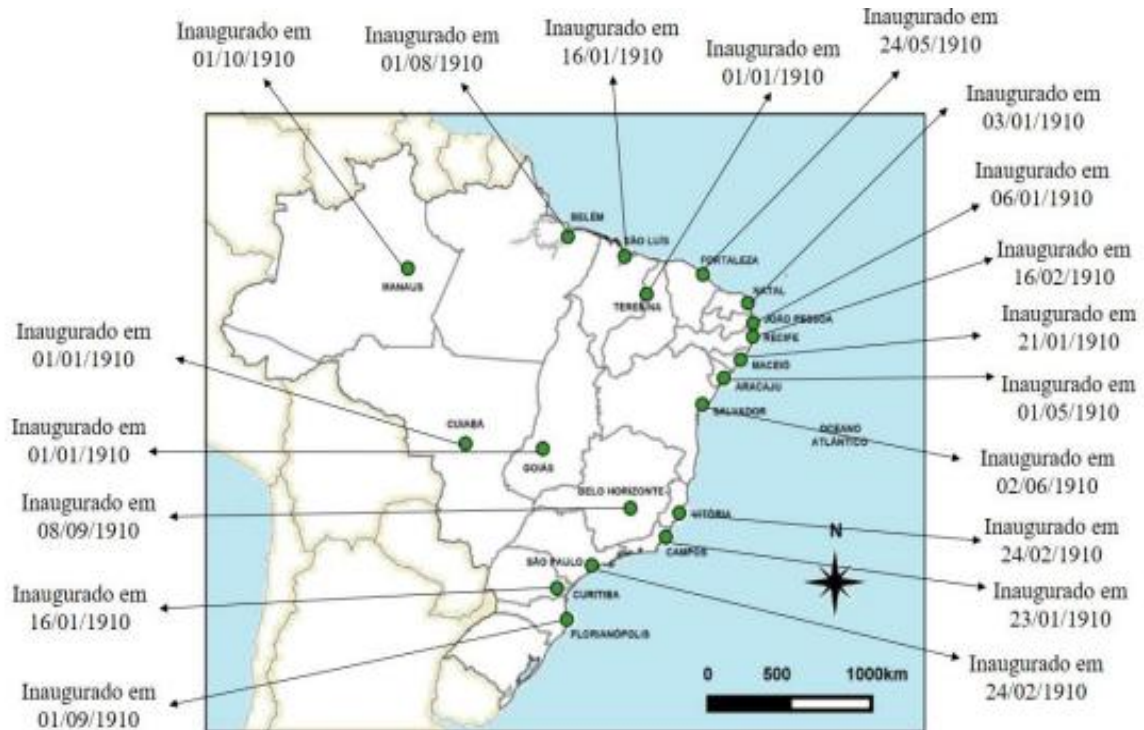 Inaugurado em
01/10/1910
Inaugurado em
01/08/1910
Inaugurado em
16/01/1910
Inaugurado em
01/01/1910
Inaugurado em
24/05/1910
Inaugurado em
03/01/1910
Inaugurado em
06/01/1910
Inaugurado em
16/02/1910
Inaugurado em
21/01/1910
Inaugurado em
01/05/1910
Inaugurado em
02/06/1910
Inaugurado em
24/02/1910
Inaugurado em
23/01/1910
Inaugurado em
24/02/1910
Inaugurado em
01/01/1910
Inaugurado em
01/01/1910
Inaugurado em
08/09/1910
Inaugurado em
16/01/1910
Inaugurado em
01/09/1910
BELÉM
SÃO LUÍS
FORTALEZA
MANAUS
TERESINA
NATAL
JOÃO PESSOA
RECIFE
MACEIÓ
ARACAJU
SALVADOR
OCEANO
ATLÂNTICO
CUIABÁ
GOIÁS
BELO HORIZONTE
VITÓRIA
CAMPOS
SÃO PAULO
CURITIBA
FLORIANÓPOLIS
N
0 500 1000km